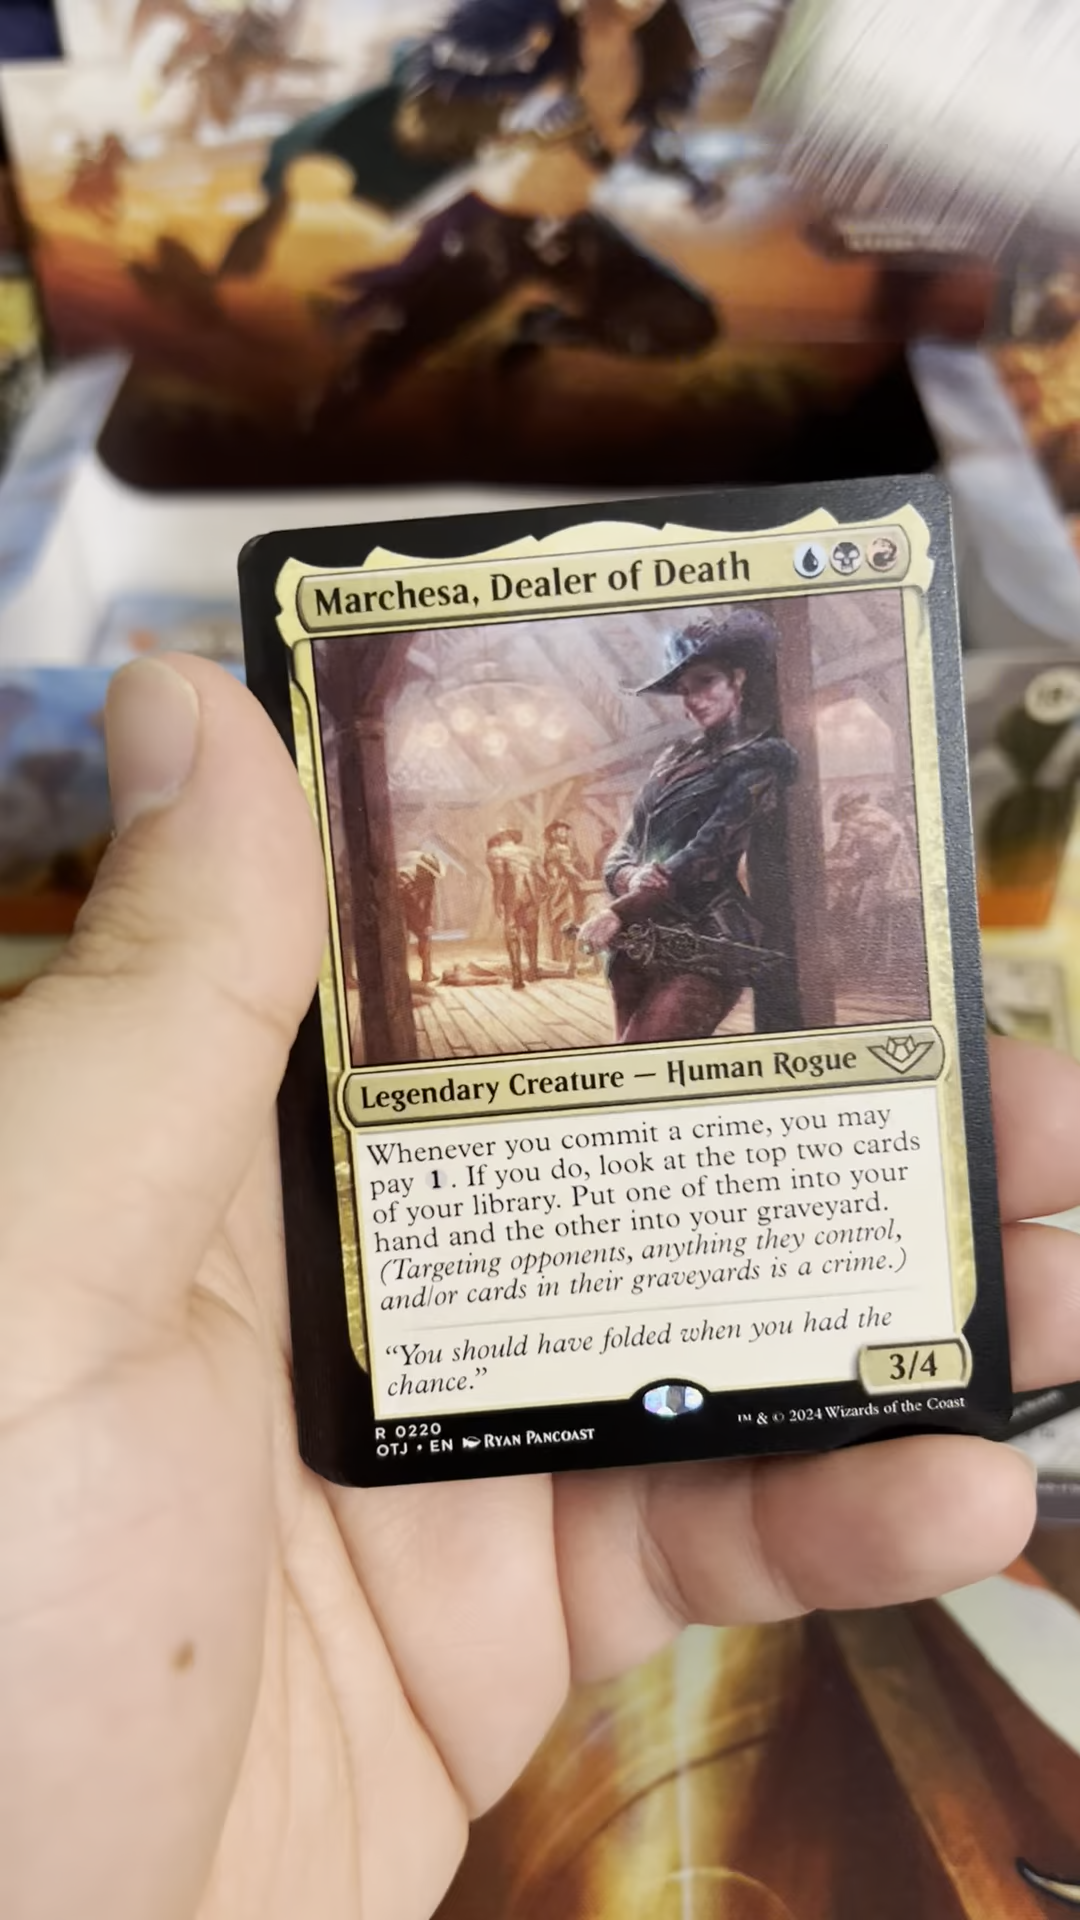 Marchesa, Dealer of Death
Legendary Creature — Human Rogue
Whenever you commit a crime, you may
pay 1. If you do, look at the top two cards
of your library. Put one of them into your
hand and the other into your graveyard.
(Targeting opponents, anything they control,
and/or cards in their graveyards is a crime.)
“You should have folded when you had the
chance.”
3/4
R 0220
OTJ • EN RYAN PANCOAST
™ & © 2024 Wizards of the Coast